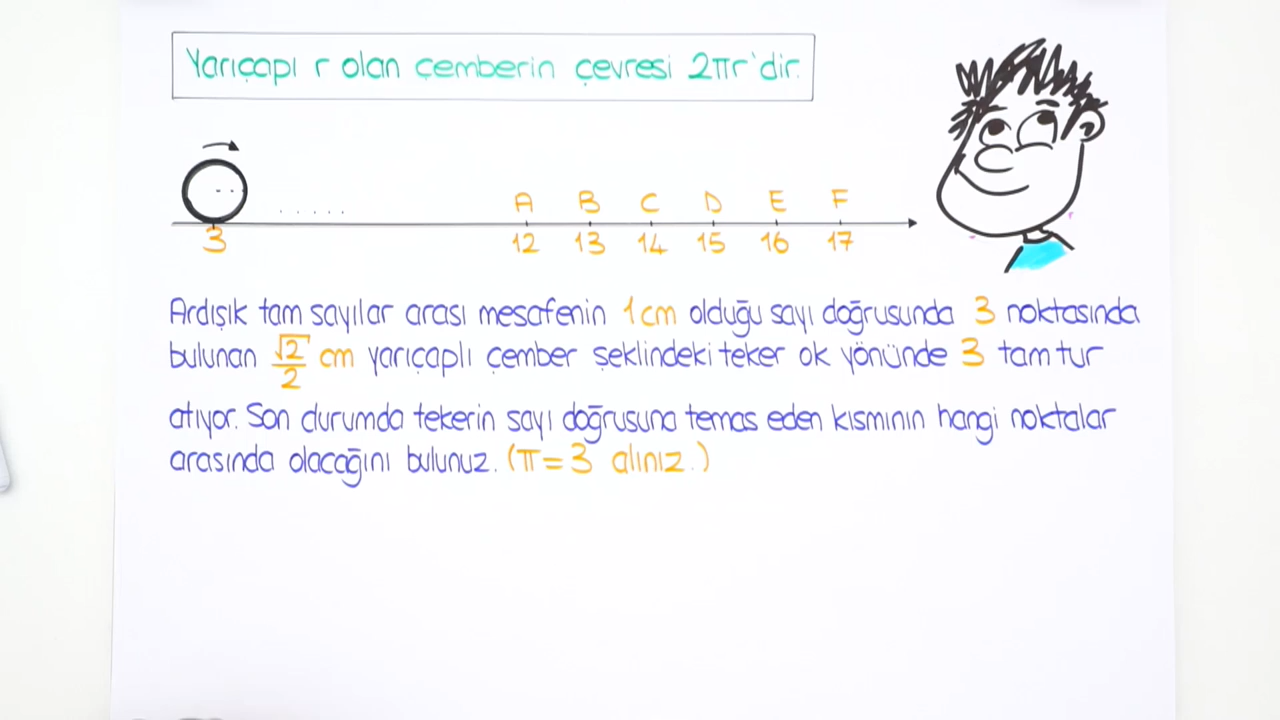 Yarıçapı r olan çemberin çevresi 2πr'dir.
A B C D E F
3 12 13 14 15 16 17
Ardışık tam sayılar arası mesafenin 1 cm olduğu sayı doğrusunda 3 noktasında
bulunan √2/2 cm yarıçaplı çember şeklindeki teker ok yönünde 3 tam tur
atıyor. Son durumda tekerin sayı doğrusuna temas eden kısmının hangi noktalar
arasında olacağını bulunuz. (π=3 alınız.)